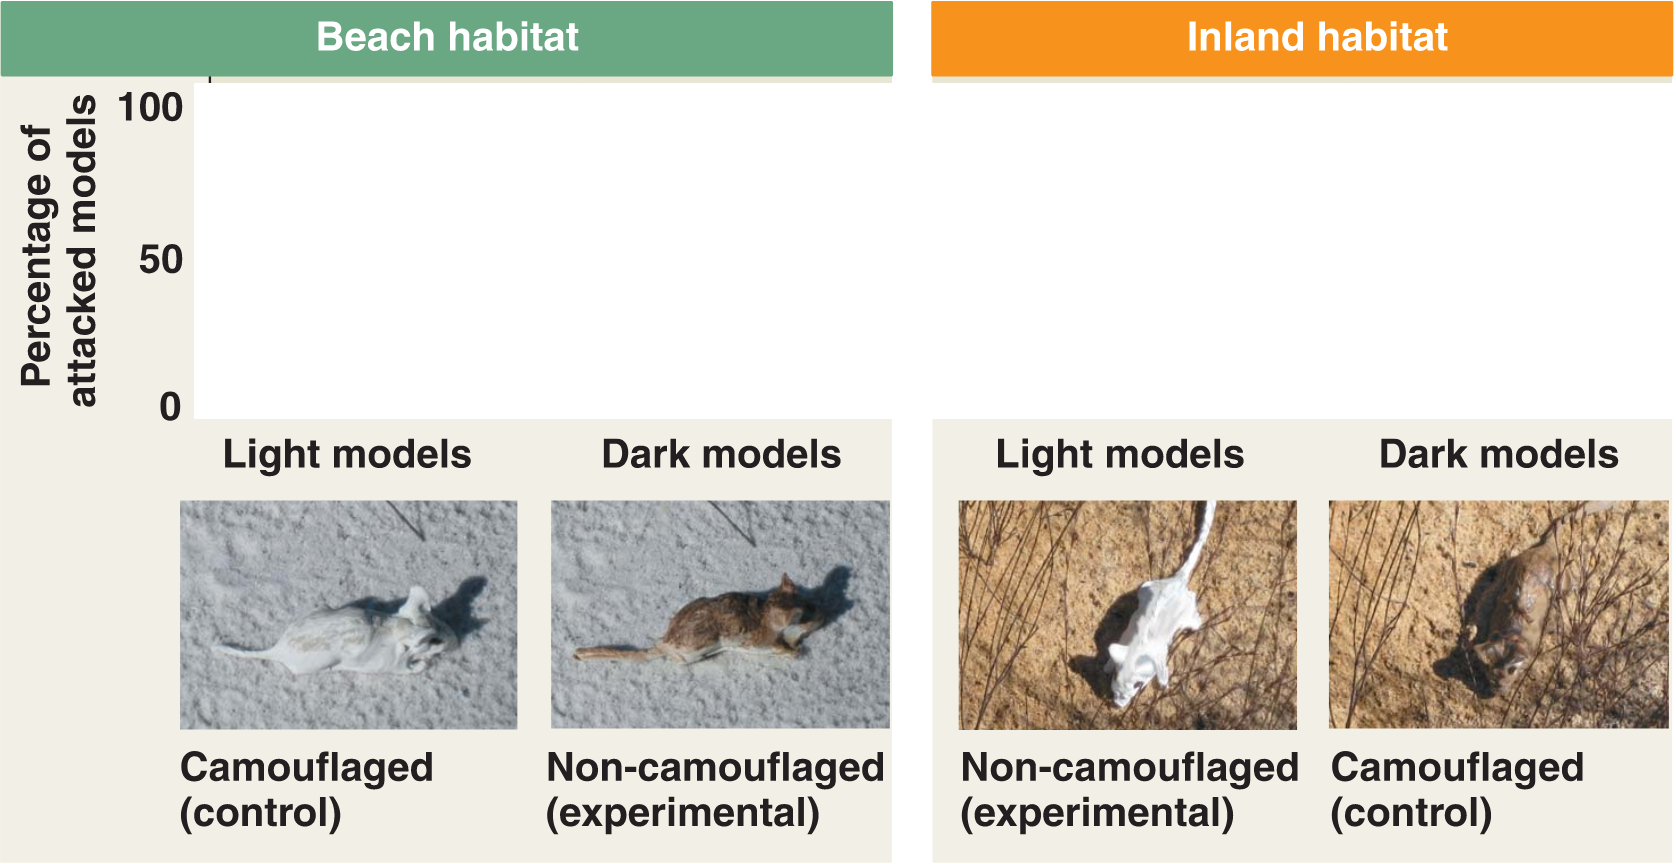 Beach habitat
Inland habitat
Percentage of
attacked models
100
50
0
Light models
Dark models
Light models
Dark models
Camouflaged
(control)
Non-camouflaged
(experimental)
Non-camouflaged
(experimental)
Camouflaged
(control)